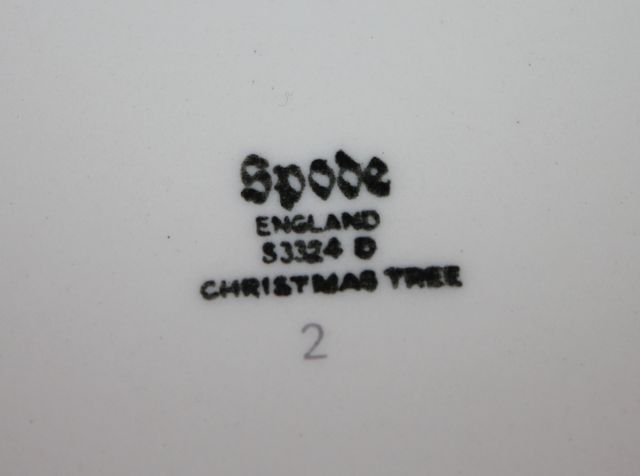 Spode
ENGLAND
S3324 D
CHRISTMAS TREE
2